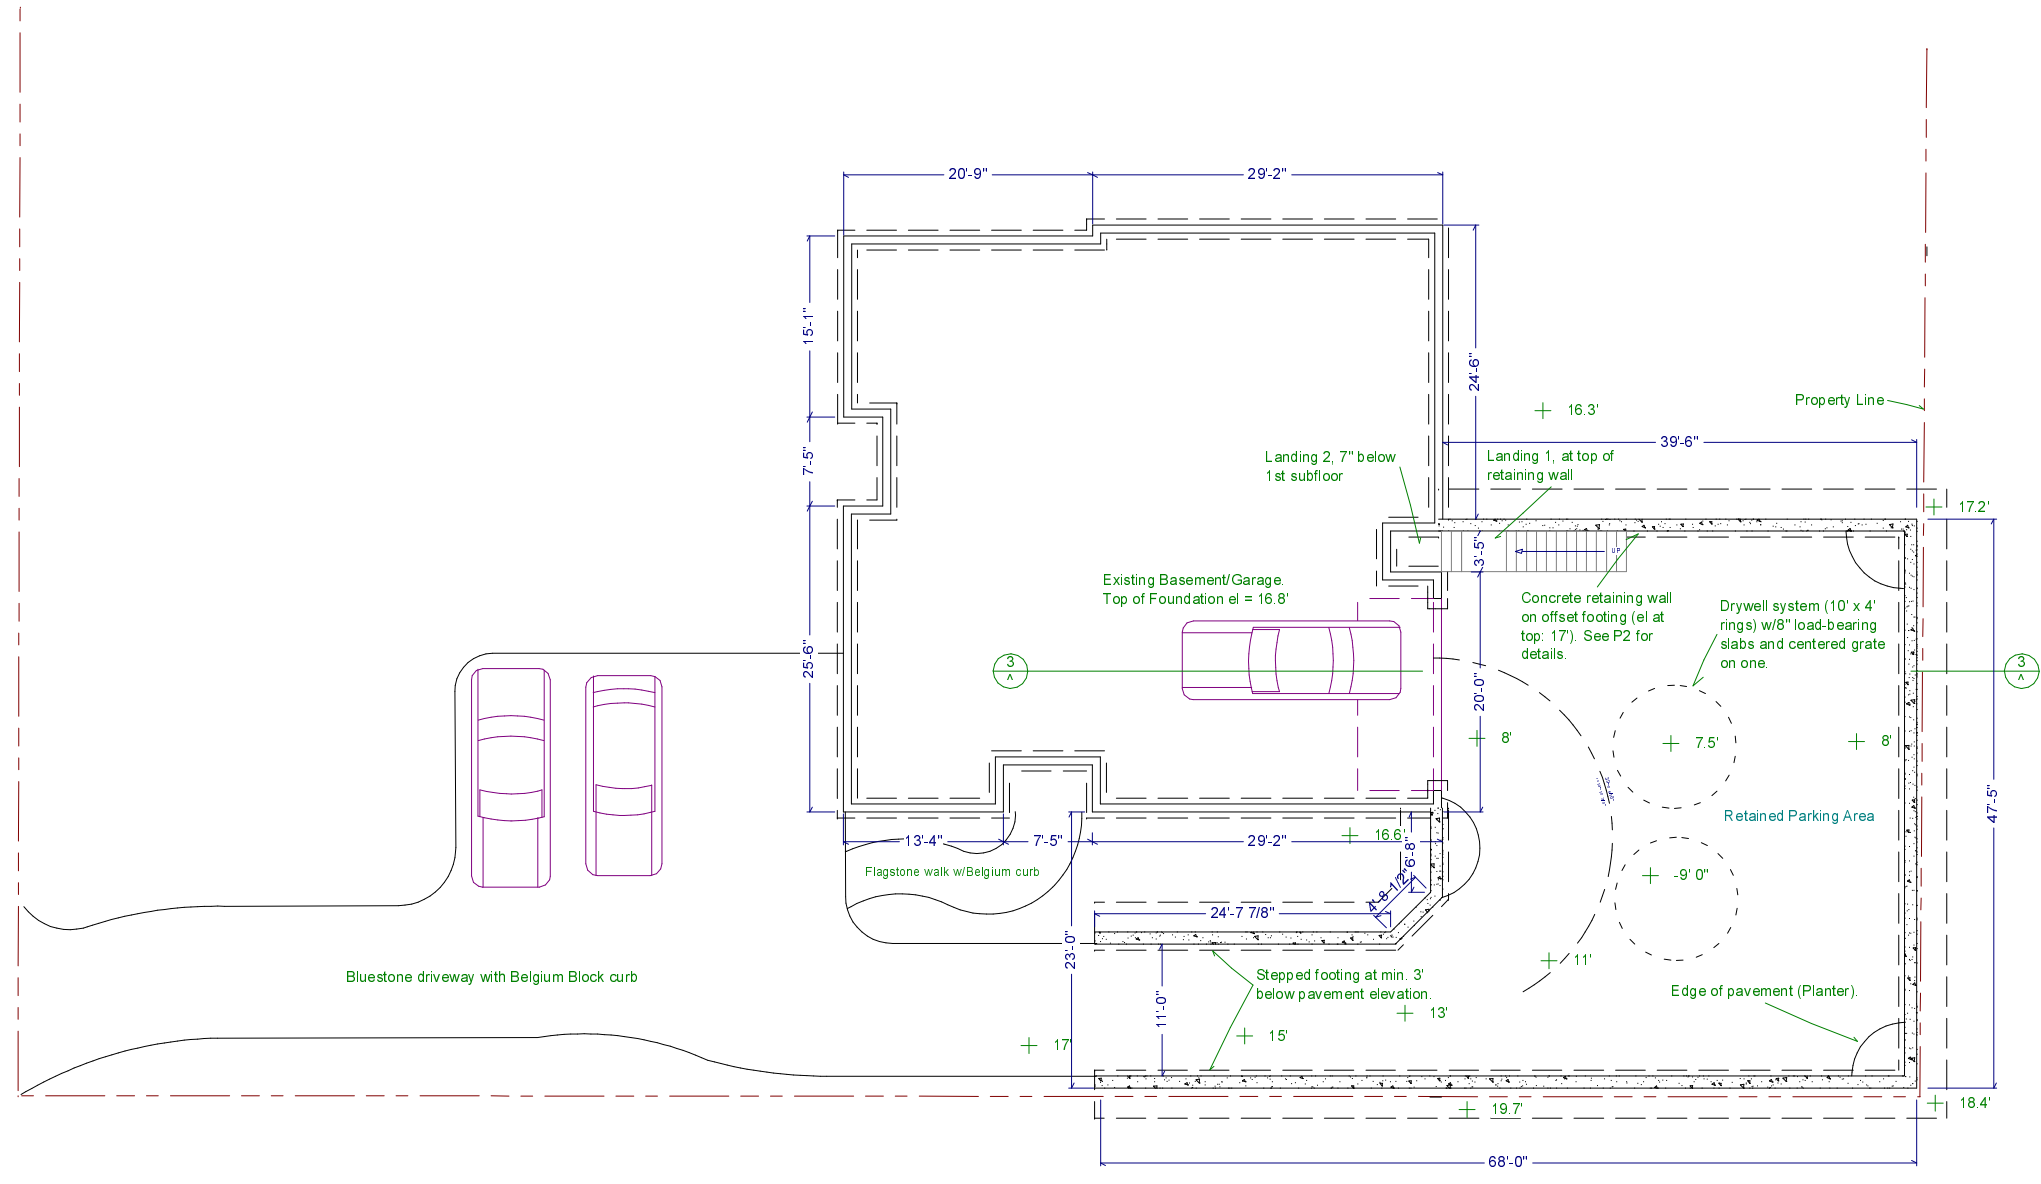 20'-9"
29'-2"
15'-1"
24'-6"
Property Line
16.3'
39'-6"
Landing 2, 7" below
1st subfloor
Landing 1, at top of
retaining wall
7'-5"
17.2'
3'-5"
UP
Existing Basement/Garage.
Top of Foundation el = 16.8'
Concrete retaining wall
on offset footing (el at
top: 17'). See P2 for
details.
Drywell system (10' x 4'
rings) w/8" load-bearing
slabs and centered grate
on one.
25'-6"
3
^
3
^
20'-0"
8'
7.5'
8'
47'-5"
Retained Parking Area
13'-4"
7'-5"
29'-2"
16.6'
6'-8"
Flagstone walk w/Belgium curb
4'-8 1/2"
-9' 0"
24'-7 7/8"
23'-0"
11'
Bluestone driveway with Belgium Block curb
Stepped footing at min. 3'
below pavement elevation.
Edge of pavement (Planter).
11'-0"
13'
15'
17'
19.7'
18.4'
68'-0"